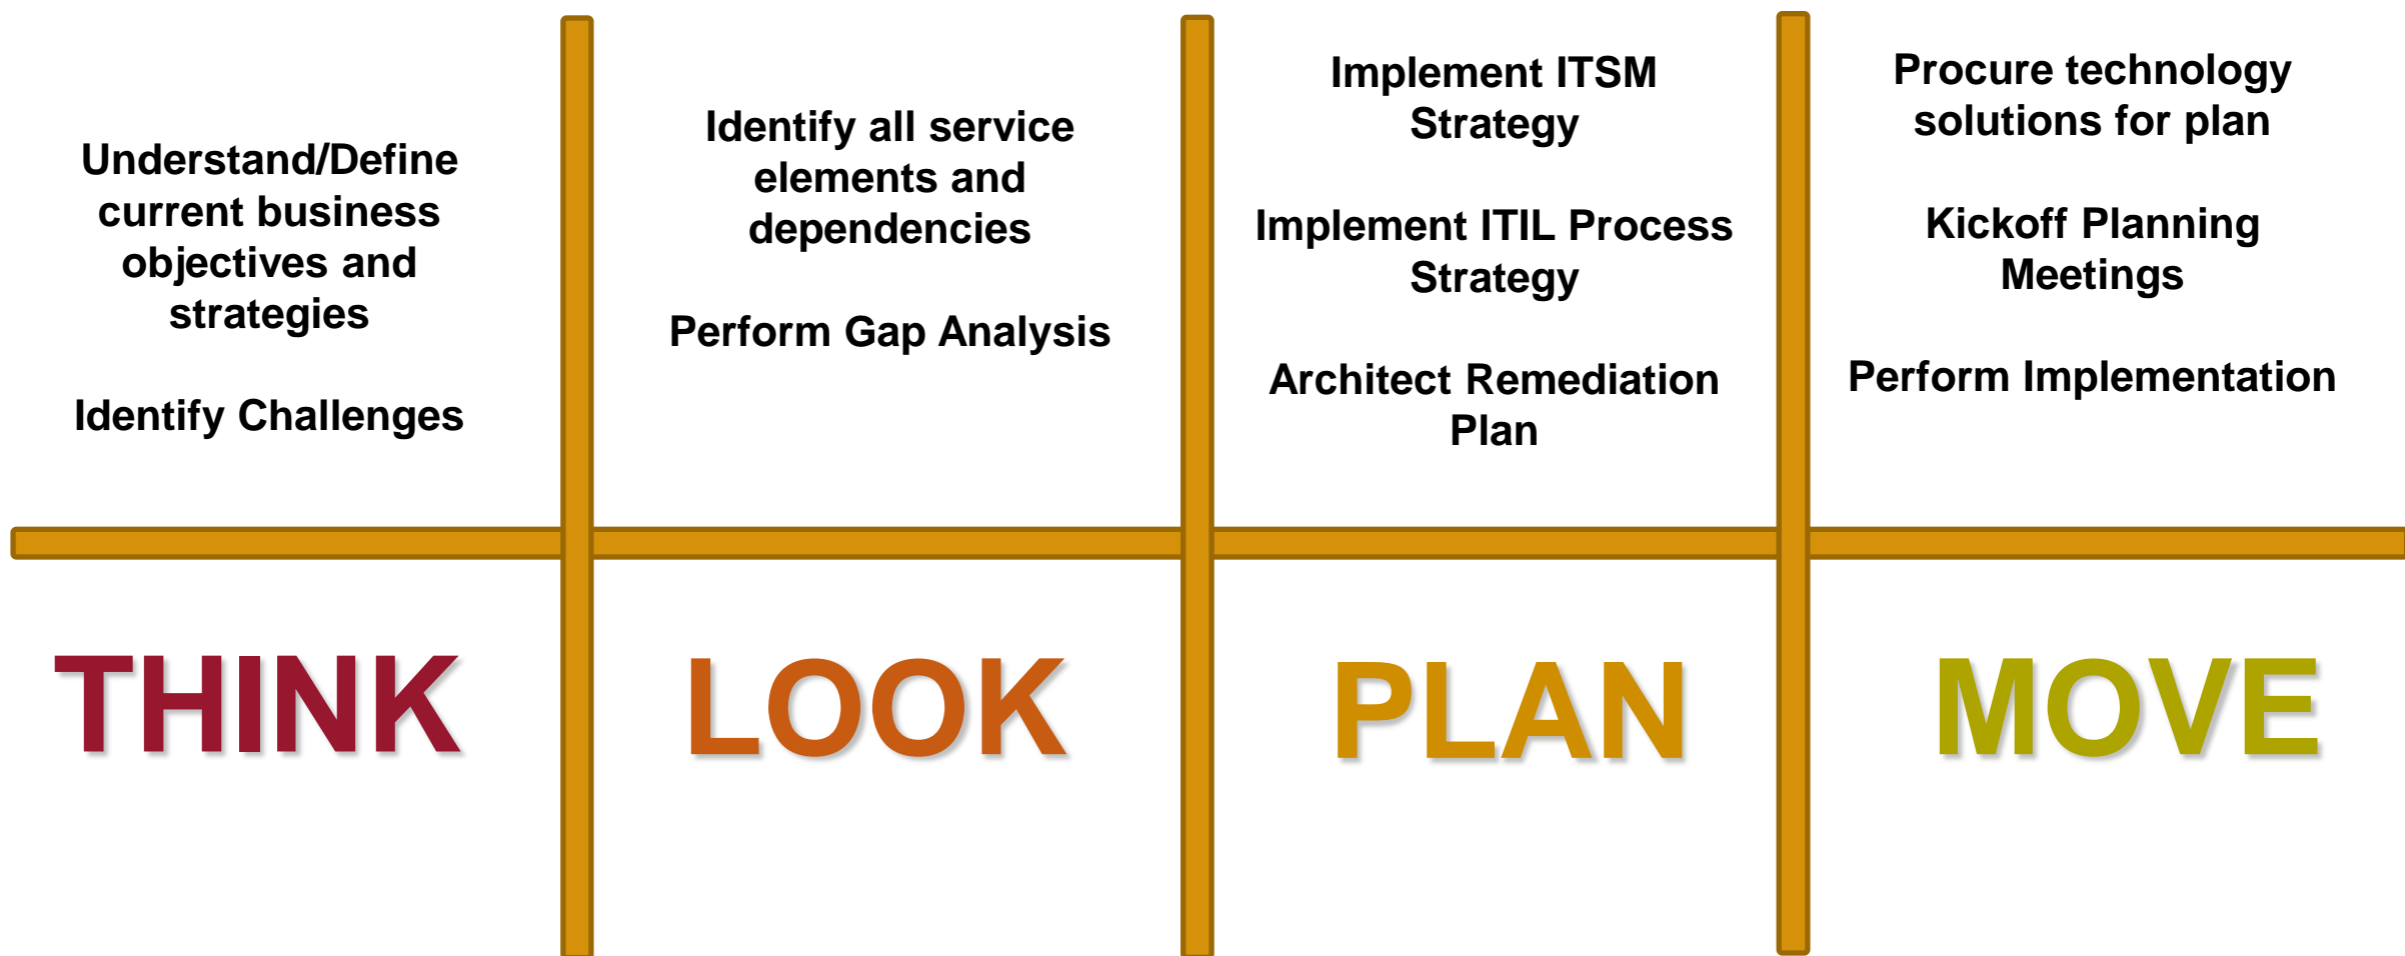 Understand/Define
current business
objectives and
strategies
Identify Challenges
Identify all service
elements and
dependencies
Perform Gap Analysis
Implement ITSM
Strategy
Implement ITIL Process
Strategy
Architect Remediation
Plan
Procure technology
solutions for plan
Kickoff Planning
Meetings
Perform Implementation
THINK
LOOK
PLAN
MOVE